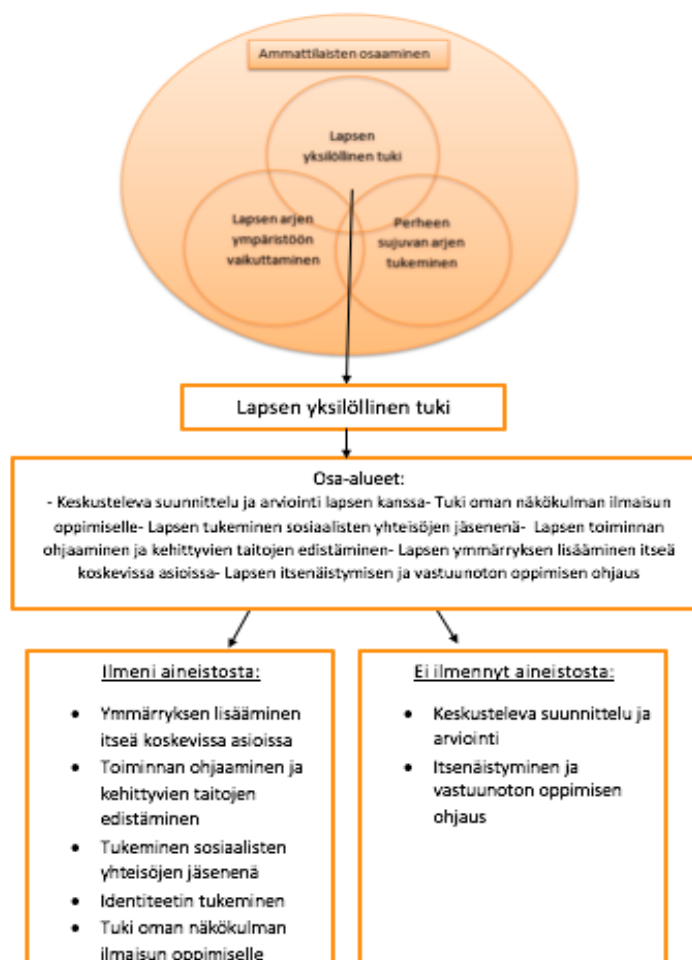 Ammattilaisten osaaminen
Lapsen
yksilöllinen tuki
Lapsen arjen
ympäristöön
vaikuttaminen
Perheen
sujuvan arjen
tukeminen
Lapsen yksilöllinen tuki
Osa-alueet:
- Keskusteleva suunnittelu ja arviointi lapsen kanssa- Tuki oman näkökulman ilmaisun
oppimiselle- Lapsen tukeminen sosiaalisten yhteisöjen jäsenenä- Lapsen toiminnan
ohjaaminen ja kehittyvien taitojen edistäminen- Lapsen ymmärryksen lisääminen itseä
koskevissa asioissa- Lapsen itsenäistymisen ja vastuunoton oppimisen ohjaus
Ilmeni aineistosta:
• Ymmärryksen lisääminen
itseä koskevissa asioissa
• Toiminnan ohjaaminen ja
kehittyvien taitojen
edistäminen
• Tukeminen sosiaalisten
yhteisöjen jäsenenä
• Identiteetin tukeminen
• Tuki oman näkökulman
ilmaisun oppimiselle
Ei ilmennyt aineistosta:
• Keskusteleva suunnittelu ja
arviointi
• Itsenäistyminen ja
vastuunoton oppimisen
ohjaus